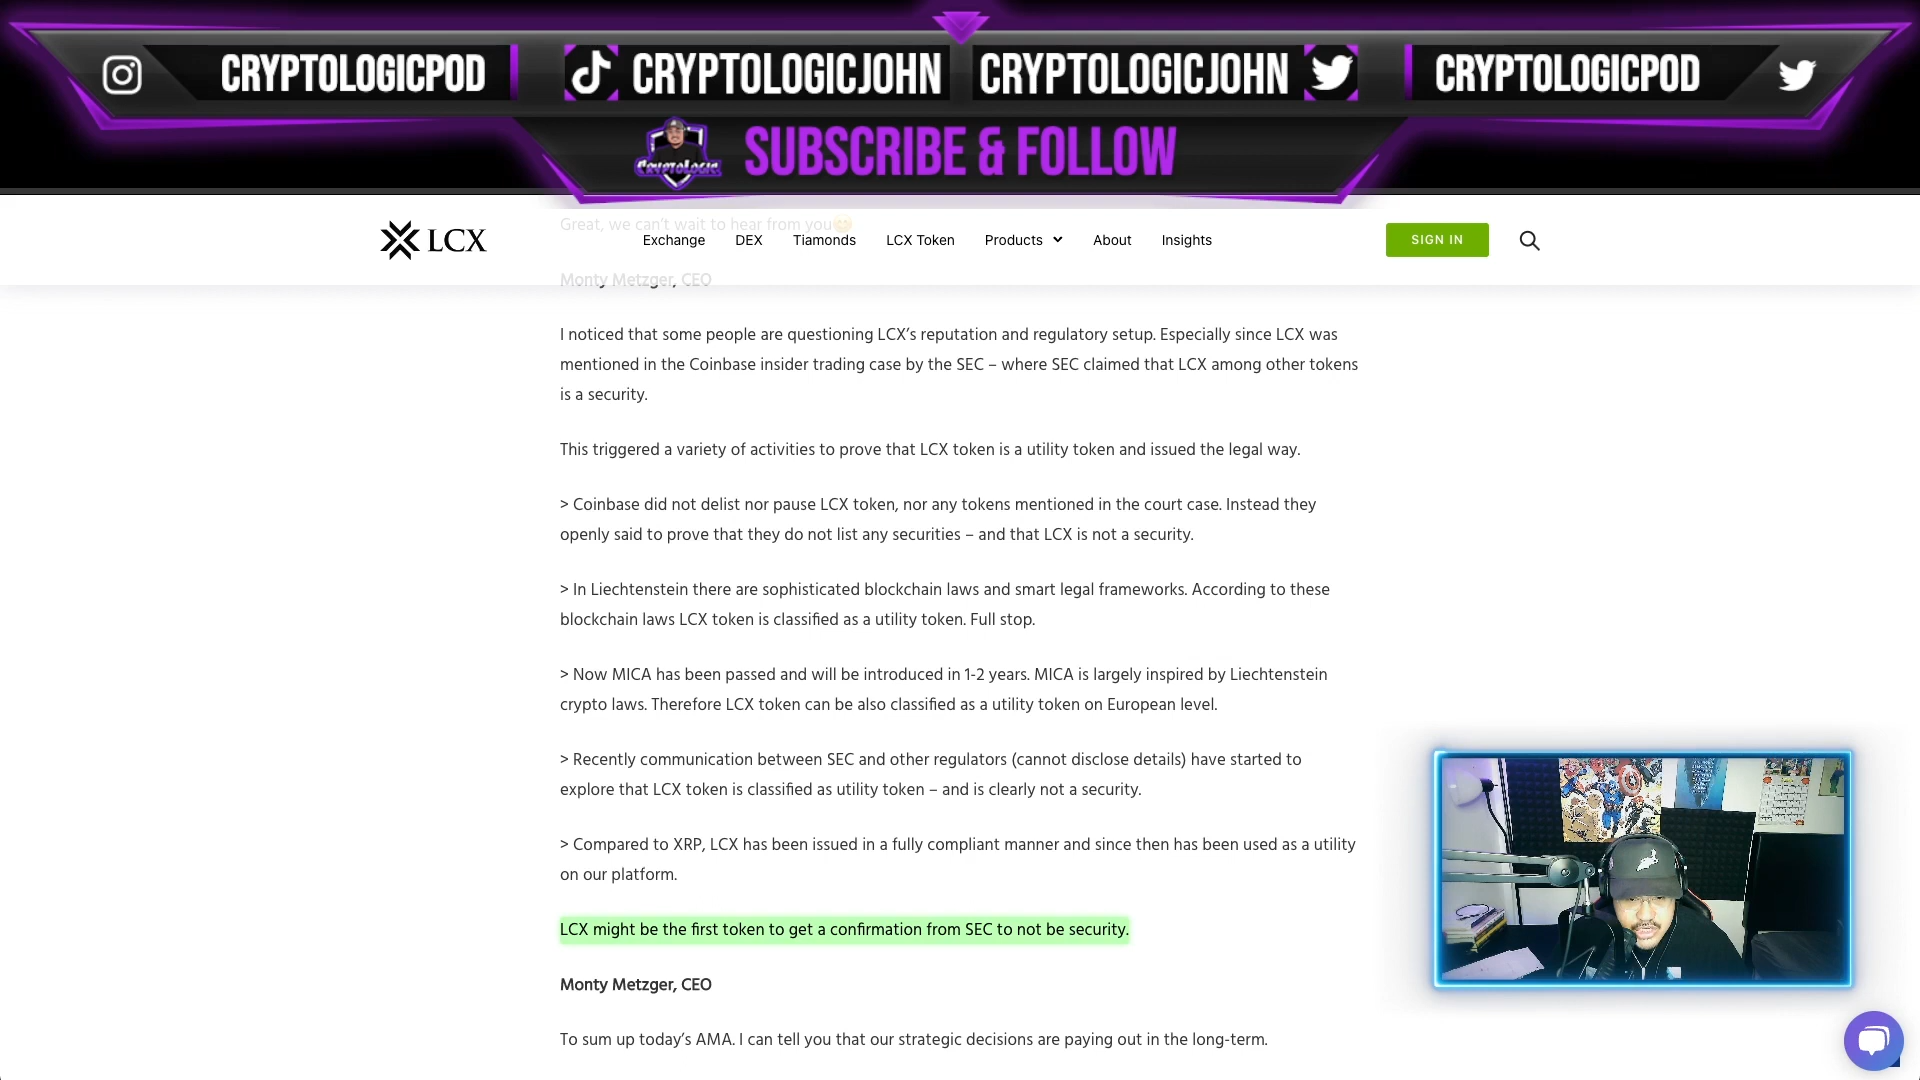 CRYPTOLOGICPOD
CRYPTOLOGICJOHN
CRYPTOLOGICJOHN
CRYPTOLOGICPOD
CRYPTOLOGIC
SUBSCRIBE & FOLLOW
Great, we can’t wait to hear from you😊
LCX
Exchange
DEX
Tiamonds
LCX Token
Products
About
Insights
SIGN IN
Monty Metzger, CEO
I noticed that some people are questioning LCX’s reputation and regulatory setup. Especially since LCX was
mentioned in the Coinbase insider trading case by the SEC – where SEC claimed that LCX among other tokens
is a security.
This triggered a variety of activities to prove that LCX token is a utility token and issued the legal way.
> Coinbase did not delist nor pause LCX token, nor any tokens mentioned in the court case. Instead they
openly said to prove that they do not list any securities – and that LCX is not a security.
> In Liechtenstein there are sophisticated blockchain laws and smart legal frameworks. According to these
blockchain laws LCX token is classified as a utility token. Full stop.
> Now MICA has been passed and will be introduced in 1-2 years. MICA is largely inspired by Liechtenstein
crypto laws. Therefore LCX token can be also classified as a utility token on European level.
> Recently communication between SEC and other regulators (cannot disclose details) have started to
explore that LCX token is classified as utility token – and is clearly not a security.
> Compared to XRP, LCX has been issued in a fully compliant manner and since then has been used as a utility
on our platform.
LCX might be the first token to get a confirmation from SEC to not be security.
Monty Metzger, CEO
To sum up today’s AMA. I can tell you that our strategic decisions are paying out in the long-term.